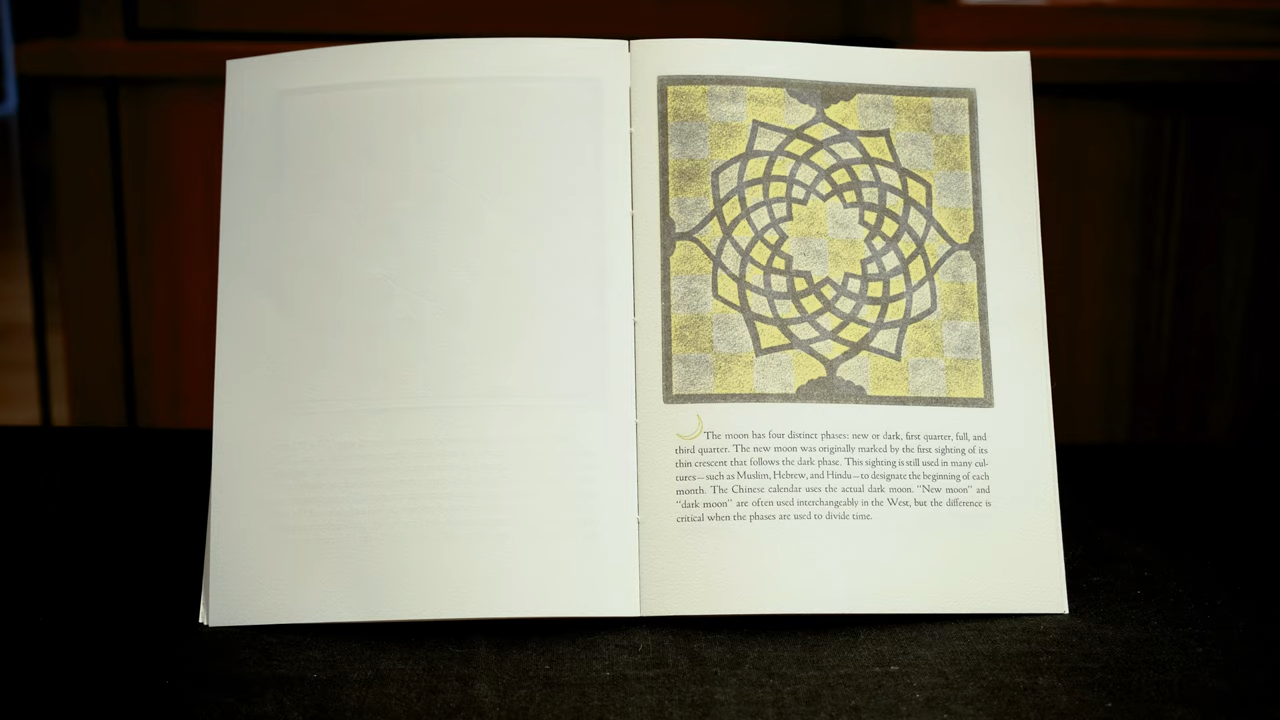 The moon has four distinct phases: new or dark, first quarter, full, and
third quarter. The new moon was originally marked by the first sighting of its
thin crescent that follows the dark phase. This sighting is still used in many cul-
tures—such as Muslim, Hebrew, and Hindu—to designate the beginning of each
month. The Chinese calendar uses the actual dark moon. "New moon" and
"dark moon" are often used interchangeably in the West, but the difference is
critical when the phases are used to divide time.